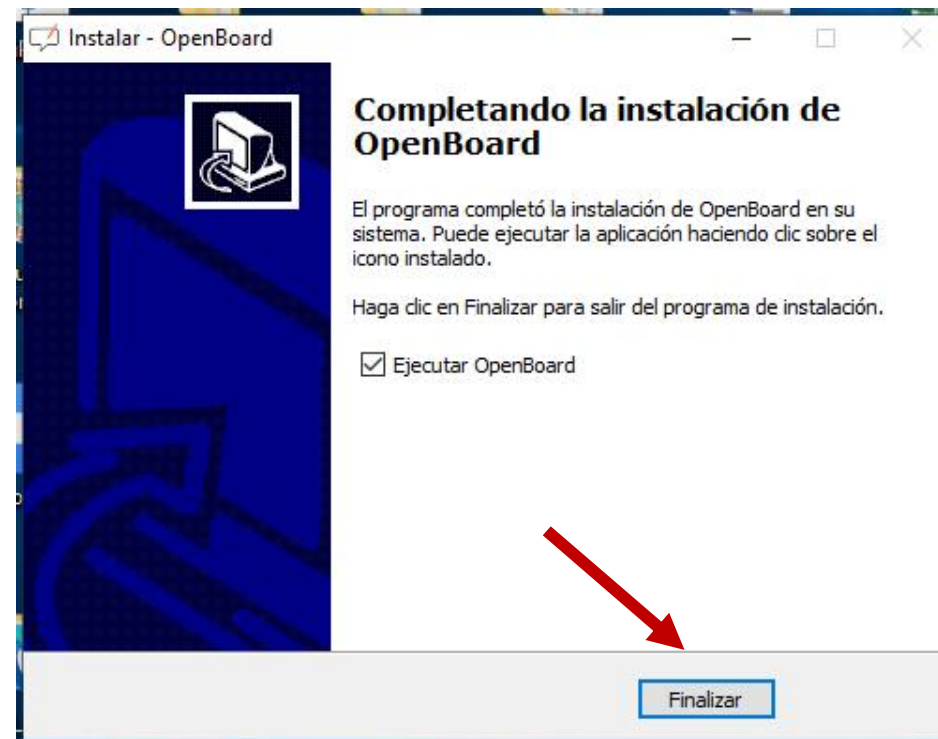 Instalar - OpenBoard
Completando la instalación de
OpenBoard
El programa completó la instalación de OpenBoard en su
sistema. Puede ejecutar la aplicación haciendo clic sobre el
icono instalado.
Haga clic en Finalizar para salir del programa de instalación.
Ejecutar OpenBoard
Finalizar